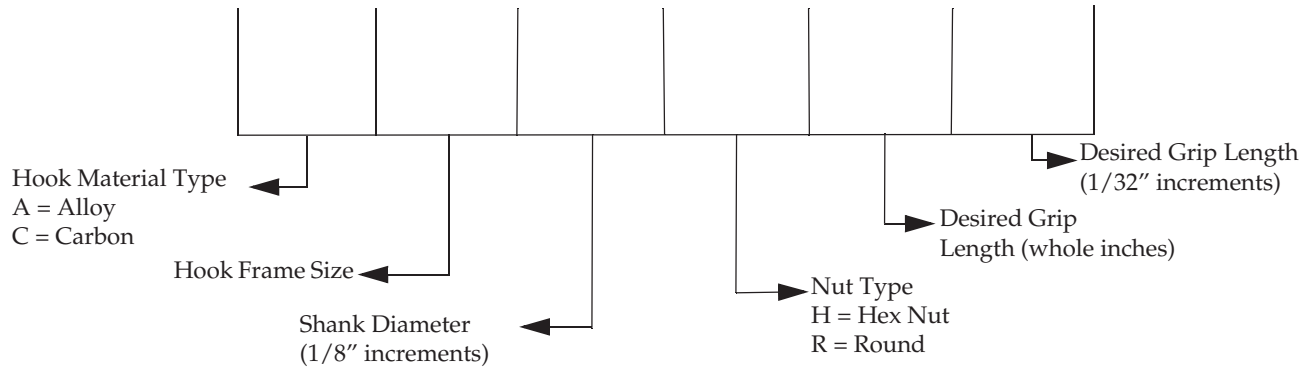 Hook Material Type
A = Alloy
C = Carbon
Hook Frame Size
Shank Diameter
(1/8” increments)
Nut Type
H = Hex Nut
R = Round
Desired Grip
Length (whole inches)
Desired Grip Length
(1/32” increments)